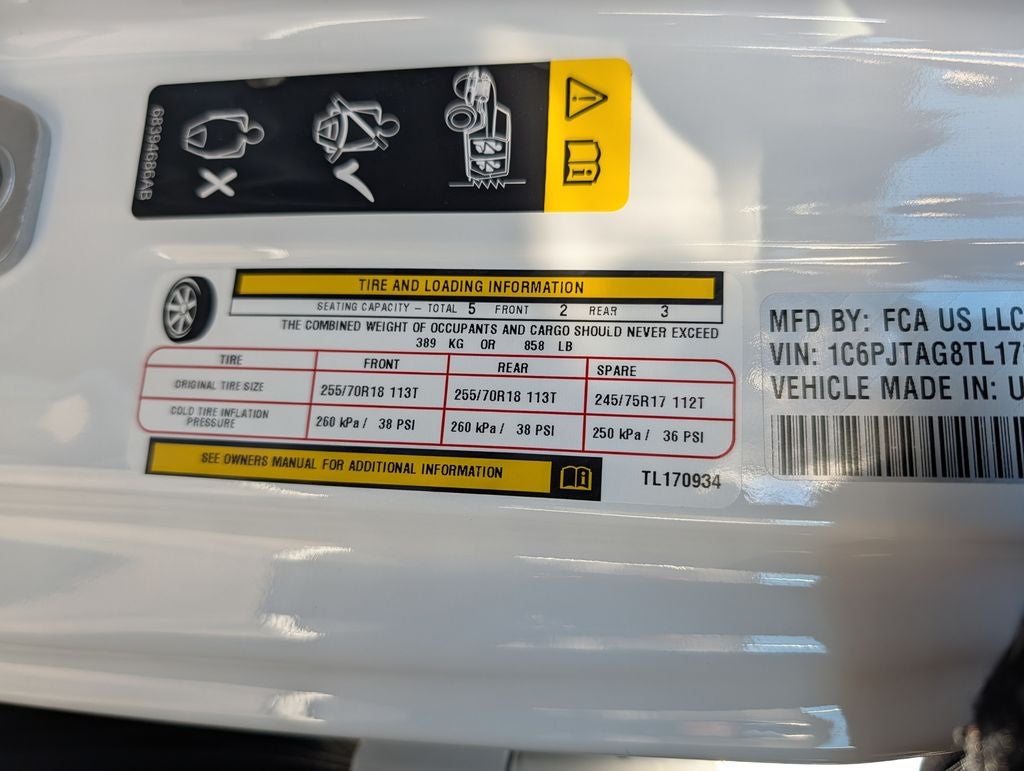 68394686AB
TIRE AND LOADING INFORMATION
SEATING CAPACITY – TOTAL 5 FRONT 2 REAR 3
THE COMBINED WEIGHT OF OCCUPANTS AND CARGO SHOULD NEVER EXCEED
389 KG OR 858 LB
TIRE FRONT REAR SPARE
ORIGINAL TIRE SIZE 255/70R18 113T 255/70R18 113T 245/75R17 112T
COLD TIRE INFLATION
PRESSURE 260 kPa / 38 PSI 260 kPa / 38 PSI 250 kPa / 36 PSI
SEE OWNERS MANUAL FOR ADDITIONAL INFORMATION
TL170934
MFD BY: FCA US LLC
VIN: 1C6PJTAG8TL17
VEHICLE MADE IN: U